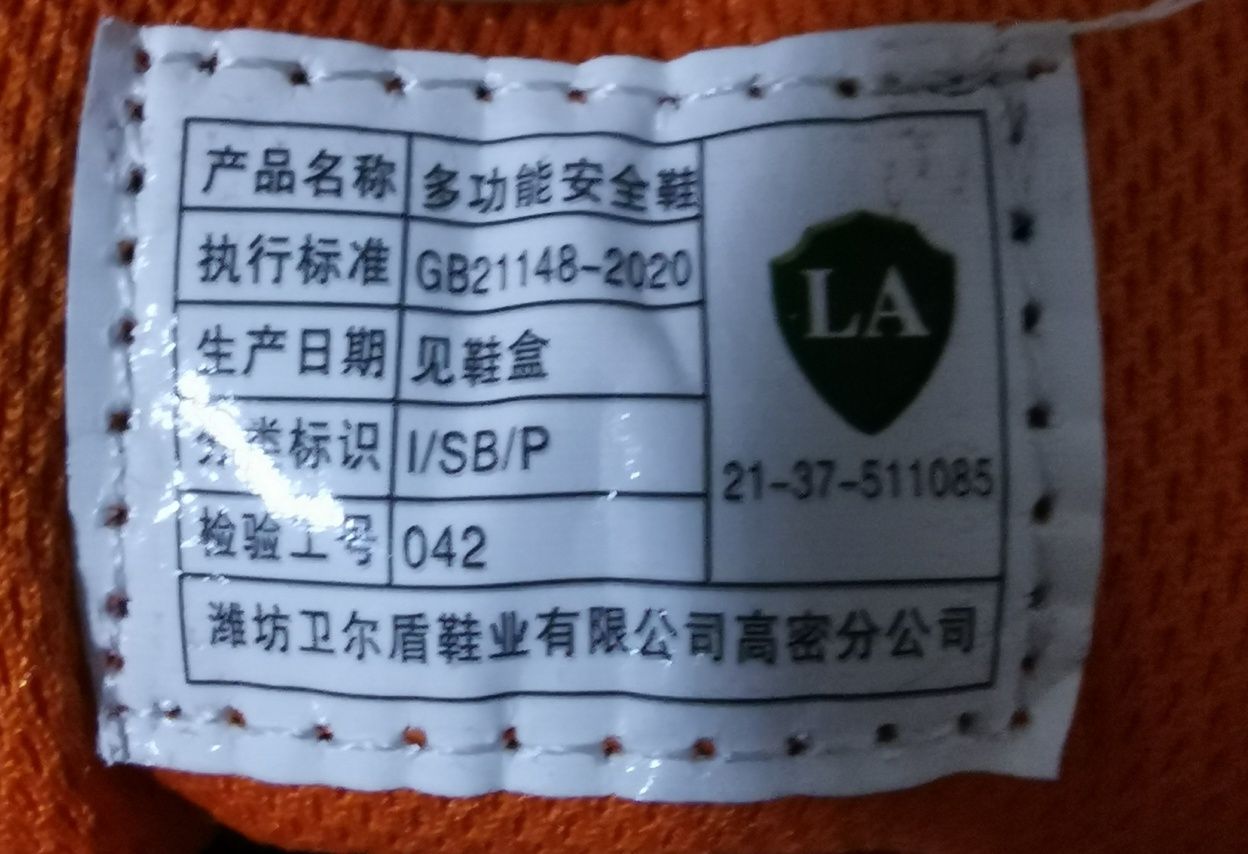 产品名称 多功能安全鞋
执行标准 GB21148-2020
生产日期 见鞋盒
分类标识 I/SB/P
检验工号 042
LA
21-37-511085
潍坊卫尔盾鞋业有限公司高密分公司